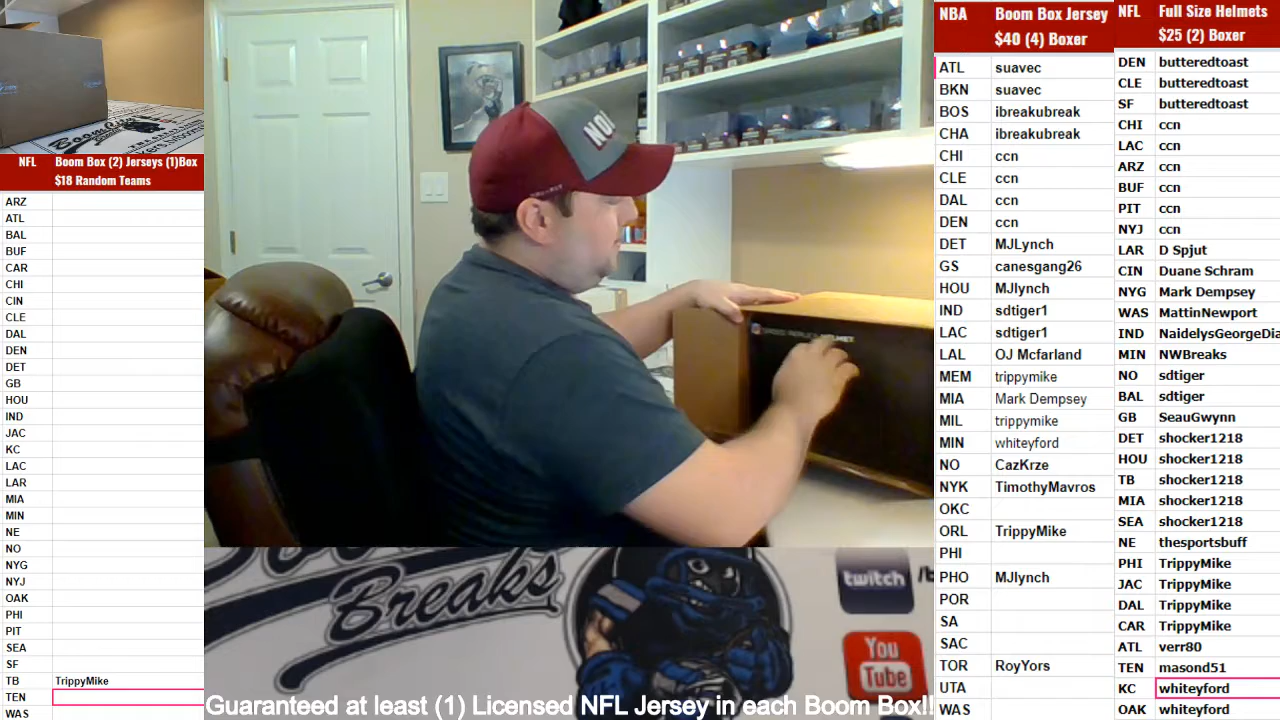 NFL Boom Box (2) Jerseys (1)Box
$18 Random Teams
ARZ
ATL
BAL
BUF
CAR
CHI
CIN
CLE
DAL
DEN
DET
GB
HOU
IND
JAC
KC
LAC
LAR
MIA
MIN
NE
NO
NYG
NYJ
OAK
PHI
PIT
SEA
SF
TB TrippyMike
TEN
WAS
NO!
Breaks
twitch
You
Tube
Guaranteed at least (1) Licensed NFL Jersey in each Boom Box!!
NBA Boom Box Jersey
$40 (4) Boxer
ATL suavec
BKN suavec
BOS ibreakubreak
CHA ibreakubreak
CHI ccn
CLE ccn
DAL ccn
DEN ccn
DET MJLynch
GS canesgang26
HOU MJlynch
IND sdtiger1
LAC sdtiger1
LAL OJ Mcfarland
MEM trippymike
MIA Mark Dempsey
MIL trippymike
MIN whiteyford
NO CazKrze
NYK TimothyMavros
OKC
ORL TrippyMike
PHI
PHO MJlynch
POR
SA
SAC
TOR RoyYors
UTA
WAS
NFL Full Size Helmets
$25 (2) Boxer
DEN butteredtoast
CLE butteredtoast
SF butteredtoast
CHI ccn
LAC ccn
ARZ ccn
BUF ccn
PIT ccn
NYJ ccn
LAR D Spjut
CIN Duane Schram
NYG Mark Dempsey
WAS MattinNewport
IND NaidelysGeorgeDia
MIN NWBreaks
NO sdtiger
BAL sdtiger
GB SeauGwynn
DET shocker1218
HOU shocker1218
TB shocker1218
MIA shocker1218
SEA shocker1218
NE thesportsbuff
PHI TrippyMike
JAC TrippyMike
DAL TrippyMike
CAR TrippyMike
ATL verr80
TEN masond51
KC whiteyford
OAK whiteyford